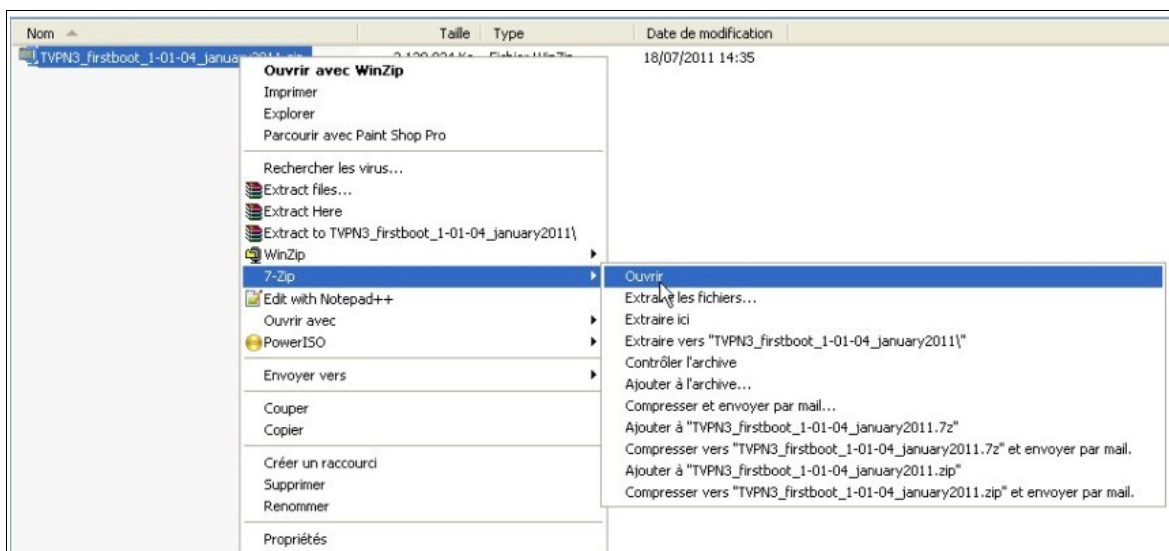 Nom Taille Type Date de modification
TVPN3_firstboot_1-01-04_january2011.zip 18/07/2011 14:35
Ouvrir avec WinZip
Imprimer
Explorer
Parcourir avec Paint Shop Pro
Rechercher les virus...
Extract files...
Extract Here
Extract to TVPN3_firstboot_1-01-04_january2011\
WinZip
7-Zip
Edit with Notepad++
Ouvrir avec
PowerISO
Envoyer vers
Couper
Copier
Créer un raccourci
Supprimer
Renommer
Propriétés
Ouvrir
Extraire les fichiers...
Extraire ici
Extraire vers "TVPN3_firstboot_1-01-04_january2011\"
Contrôler l'archive
Ajouter à l'archive...
Compresser et envoyer par mail...
Ajouter à "TVPN3_firstboot_1-01-04_january2011.7z"
Compresser vers "TVPN3_firstboot_1-01-04_january2011.7z" et envoyer par mail.
Ajouter à "TVPN3_firstboot_1-01-04_january2011.zip"
Compresser vers "TVPN3_firstboot_1-01-04_january2011.zip" et envoyer par mail.